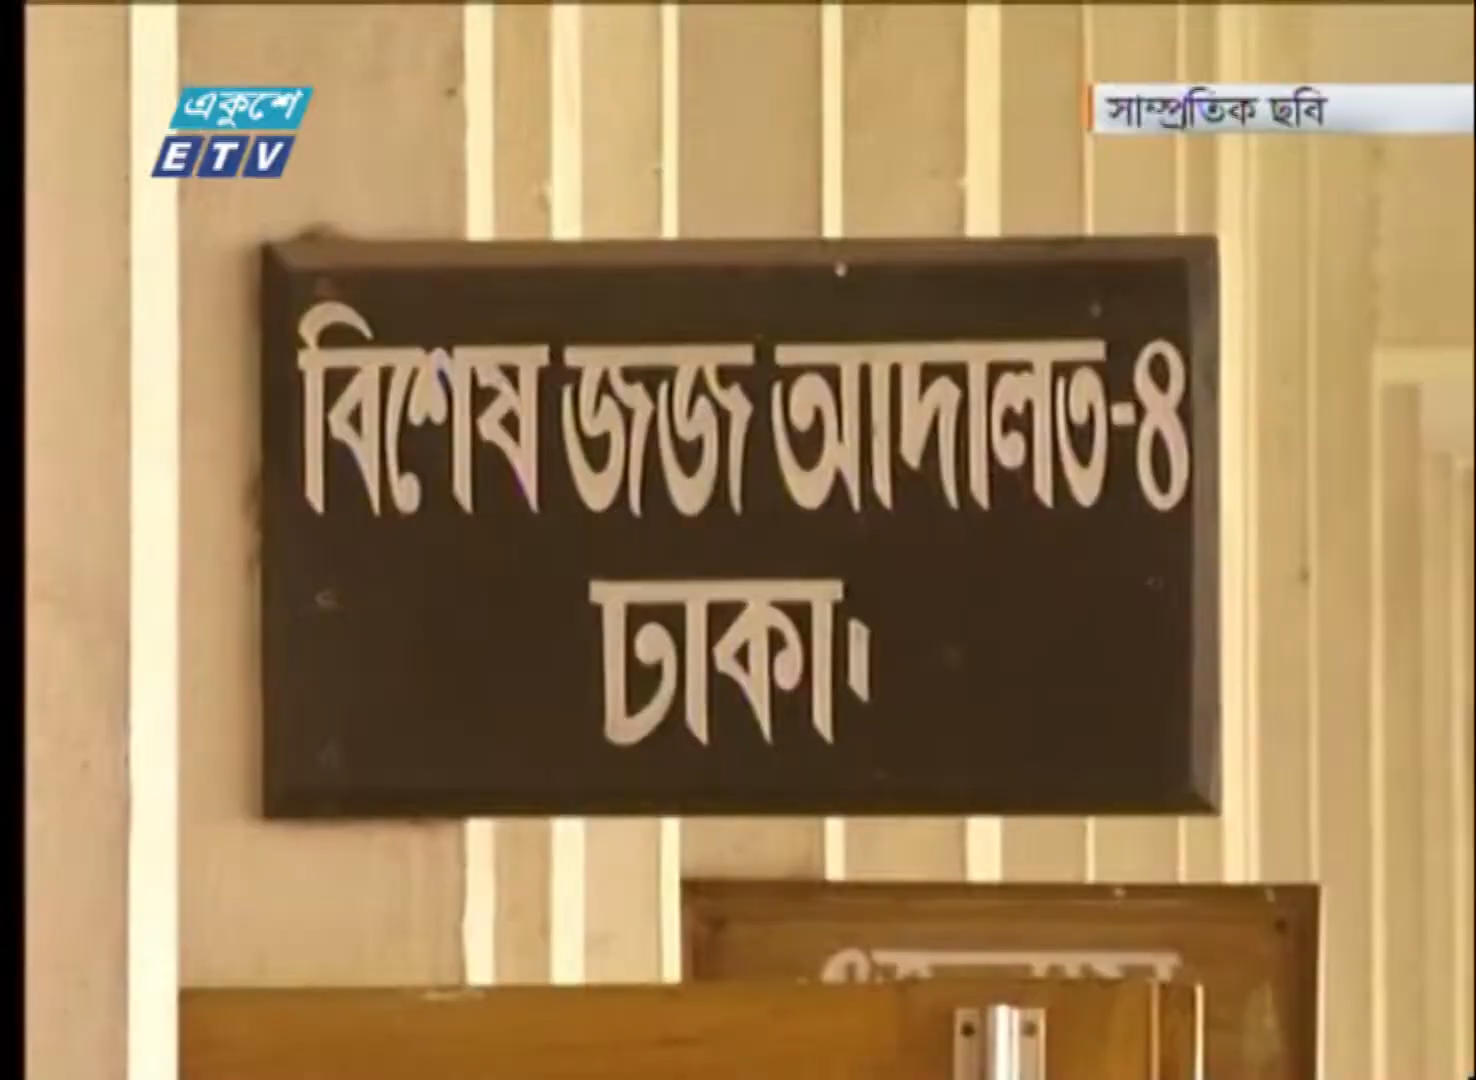 একুশে
ETV
সাম্প্রতিক ছবি
বিশেষ জজ আদালত-৪
ঢাকা।